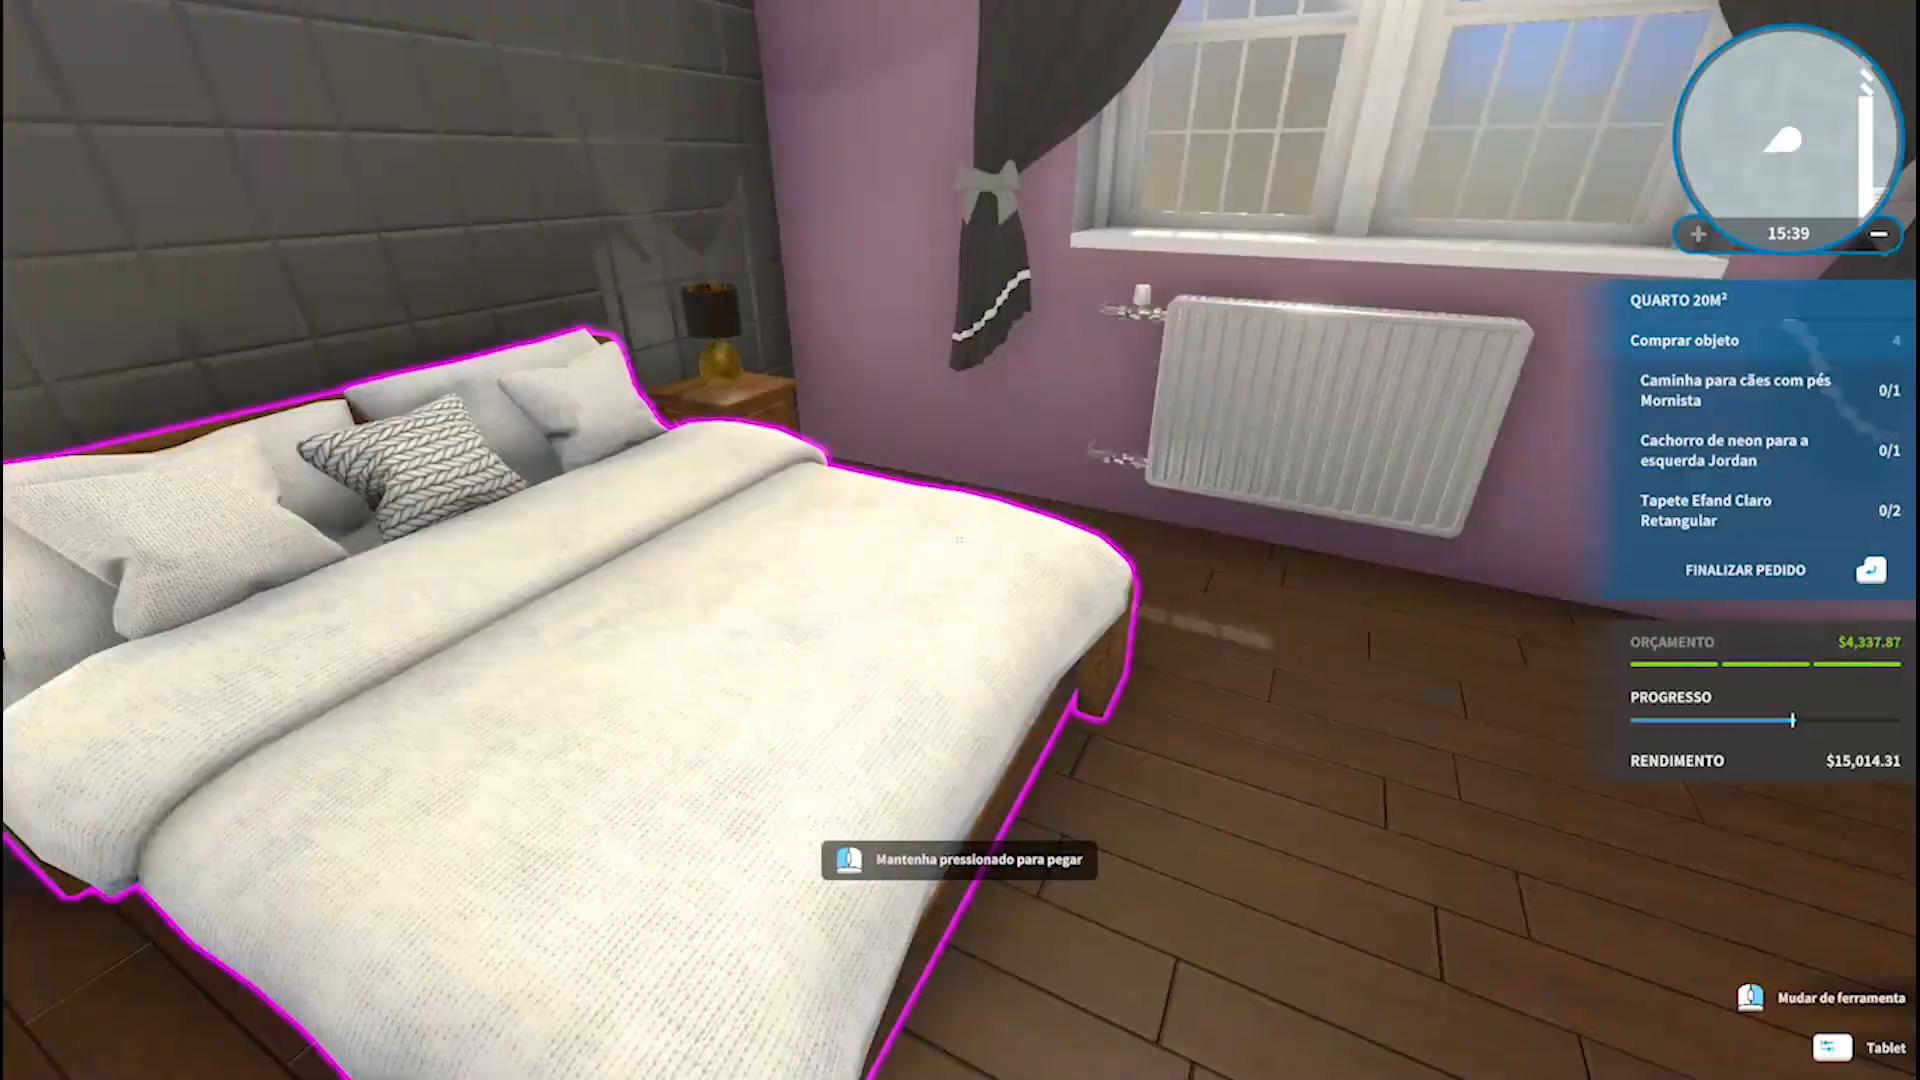 15:39
QUARTO 20M²
Comprar objeto 4
Caminha para cães com pés
Mornista 0/1
Cachorro de neon para a
esquerda Jordan 0/1
Tapete Efand Claro
Retangular 0/2
FINALIZAR PEDIDO
ORÇAMENTO $4,337.87
PROGRESSO
RENDIMENTO $15,014.31
Mantenha pressionado para pegar
Mudar de ferramenta
Tablet